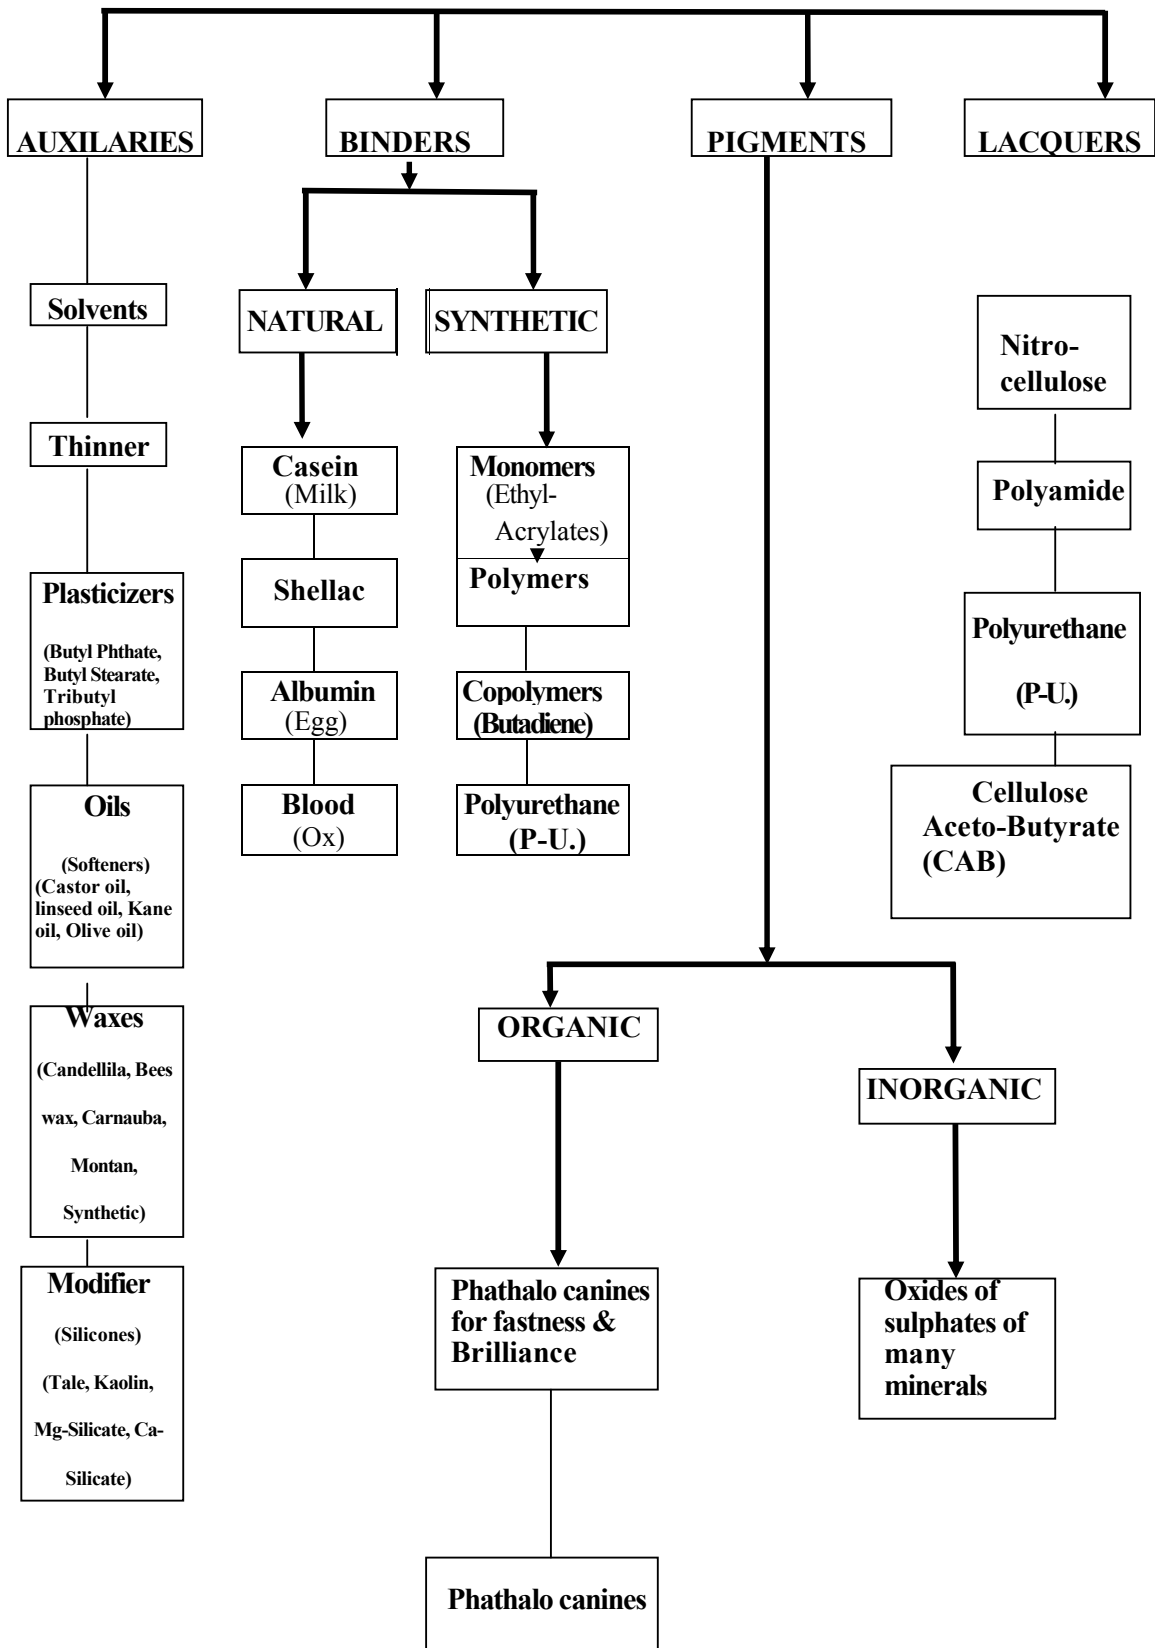 AUXILARIES
BINDERS
PIGMENTS
LACQUERS
Solvents
Thinner
Plasticizers
(Butyl Phthate,
Butyl Stearate,
Tributyl
phosphate)
Oils
(Softeners)
(Castor oil,
linseed oil, Kane
oil, Olive oil)
Waxes
(Candellila, Bees
wax, Carnauba,
Montan,
Synthetic)
Modifier
(Silicones)
(Tale, Kaolin,
Mg-Silicate, Ca-
Silicate)
NATURAL
Casein
(Milk)
Shellac
Albumin
(Egg)
Blood
(Ox)
SYNTHETIC
Monomers
(Ethyl-
Acrylates)
Polymers
Copolymers
(Butadiene)
Polyurethane
(P-U.)
ORGANIC
Phathalo canines
for fastness &
Brilliance
Phathalo canines
INORGANIC
Oxides of
sulphates of
many
minerals
Nitro-
cellulose
Polyamide
Polyurethane
(P-U.)
Cellulose
Aceto-Butyrate
(CAB)